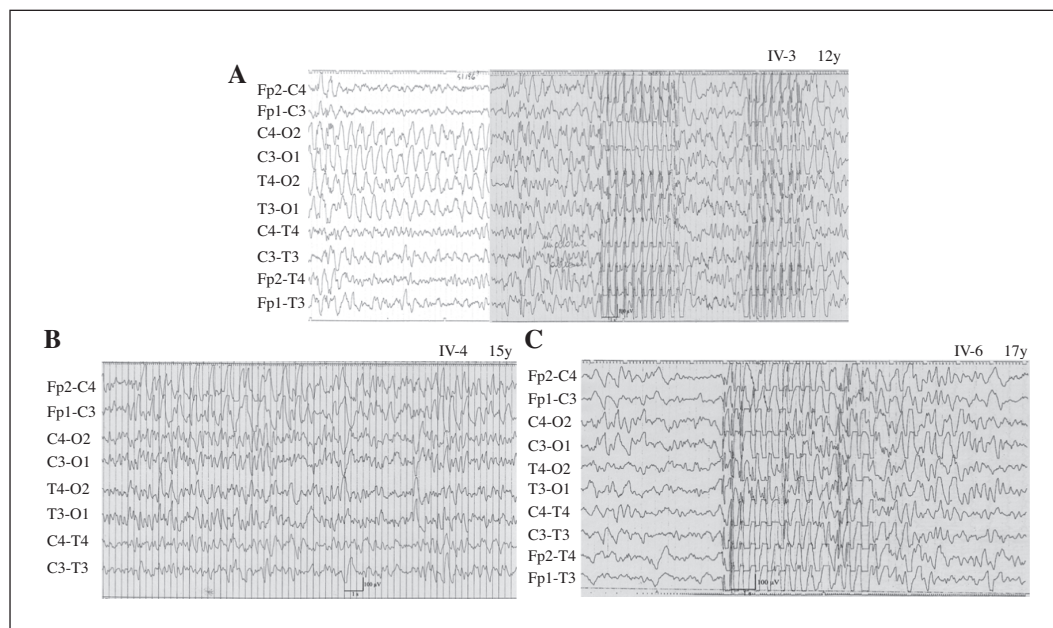 A
IV-3 12y
Fp2-C4
Fp1-C3
C4-O2
C3-O1
T4-O2
T3-O1
C4-T4
C3-T3
Fp2-T4
Fp1-T3
B
IV-4 15y
Fp2-C4
Fp1-C3
C4-O2
C3-O1
T4-O2
T3-O1
C4-T4
C3-T3
100 µV
1 s
C
IV-6 17y
Fp2-C4
Fp1-C3
C4-O2
C3-O1
T4-O2
T3-O1
C4-T4
C3-T3
Fp2-T4
Fp1-T3
100 µV